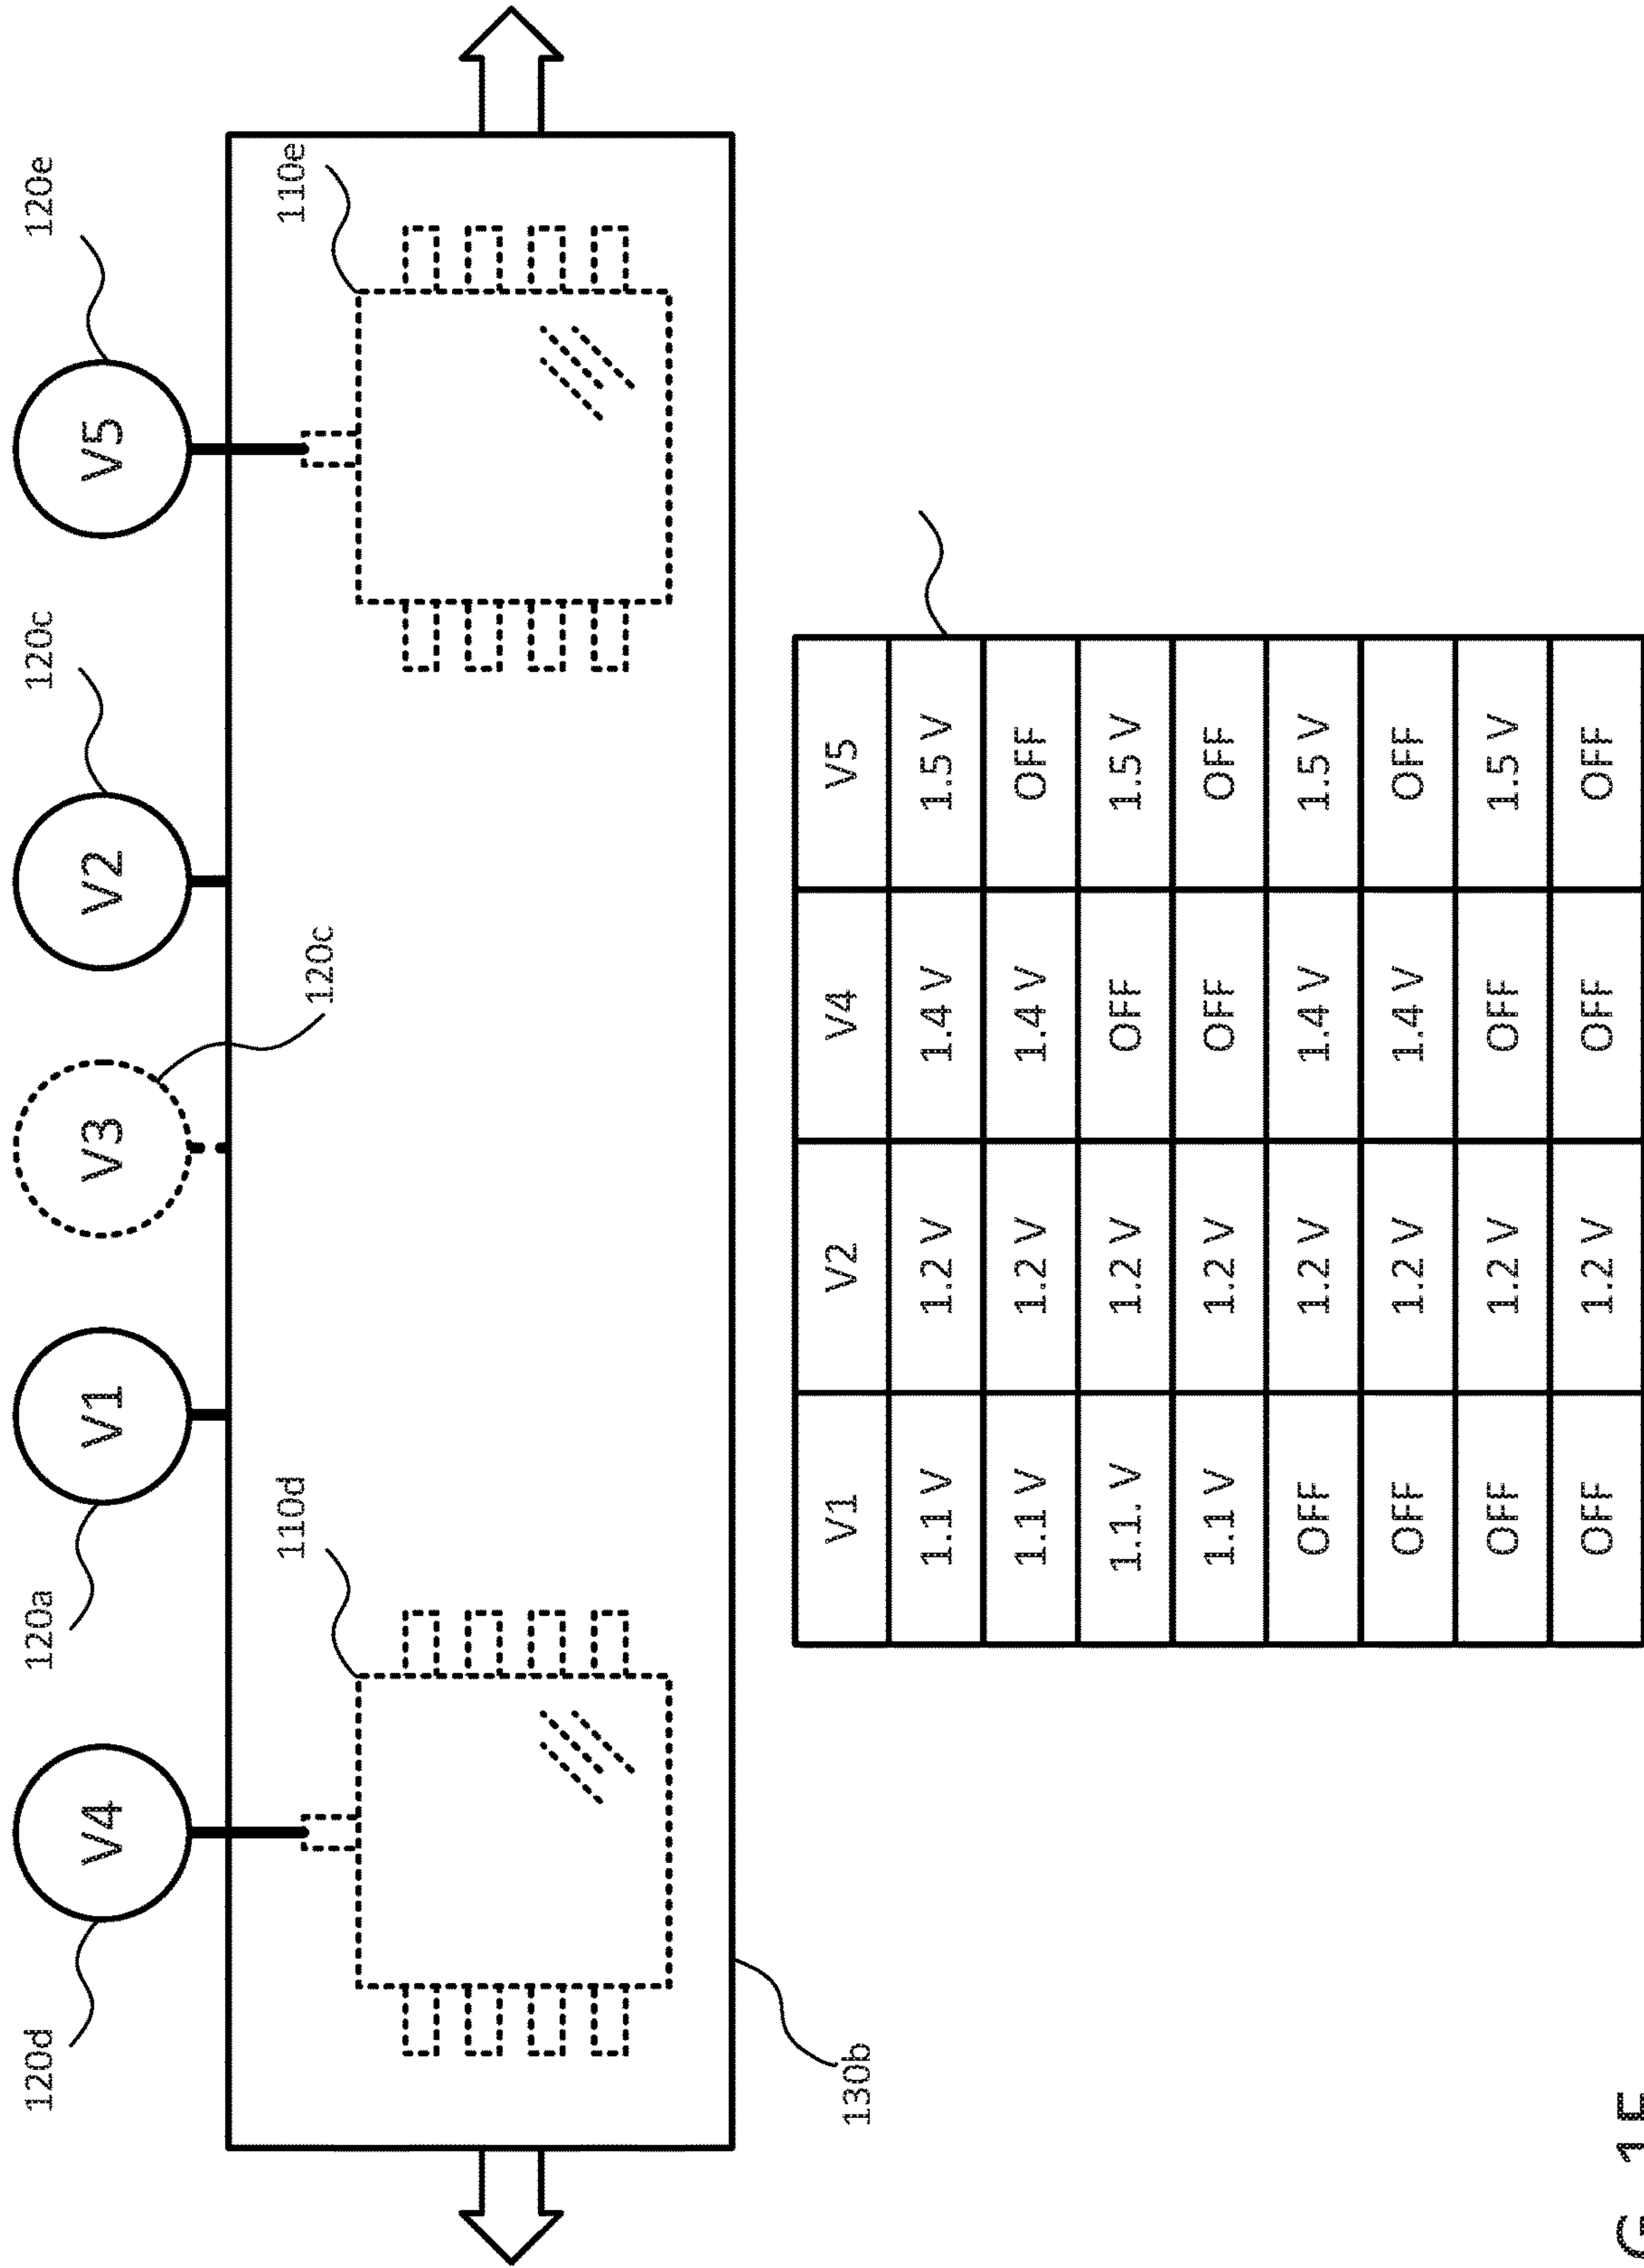 120d
120a
120c
120e
V4
V1
V3
V2
V5
120c
110d
110e
130b
V1 V2 V4 V5
1.1 V 1.2 V 1.4 V 1.5 V
1.1 V 1.2 V 1.4 V OFF
1.1. V 1.2 V OFF 1.5 V
1.1 V 1.2 V OFF OFF
OFF 1.2 V 1.4 V 1.5 V
OFF 1.2 V 1.4 V OFF
OFF 1.2 V OFF 1.5 V
OFF 1.2 V OFF OFF